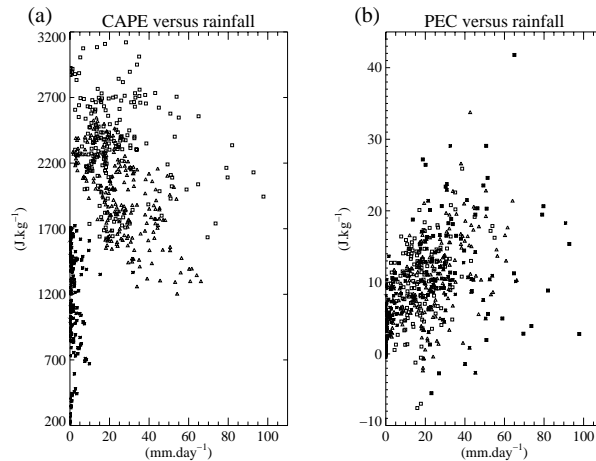 (a) CAPE versus rainfall
3200
2700
2200
1700
1200
700
200
(J.kg⁻¹)
0 20 40 60 80 100
(mm.day⁻¹)
(b) PEC versus rainfall
40
30
20
10
0
−10
(J.kg⁻¹)
0 20 40 60 80 100
(mm.day⁻¹)